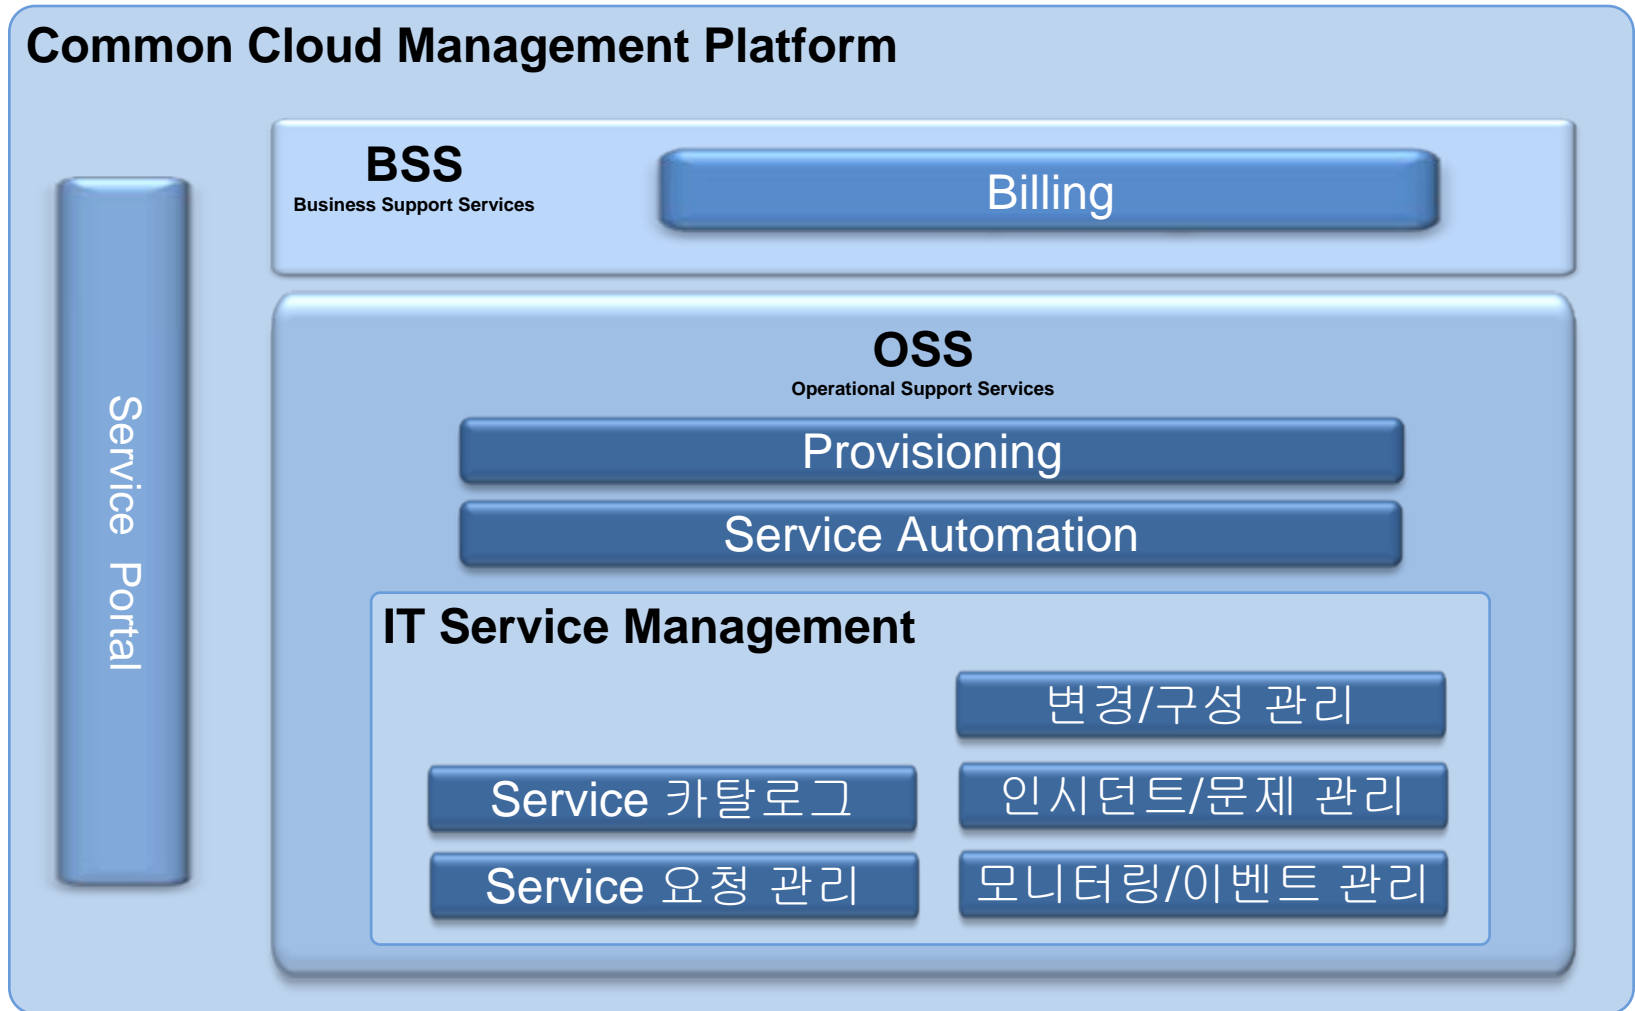 Common Cloud Management Platform
BSS
Business Support Services
Billing
Service Portal
OSS
Operational Support Services
Provisioning
Service Automation
IT Service Management
변경/구성 관리
Service 카탈로그
인시던트/문제 관리
Service 요청 관리
모니터링/이벤트 관리